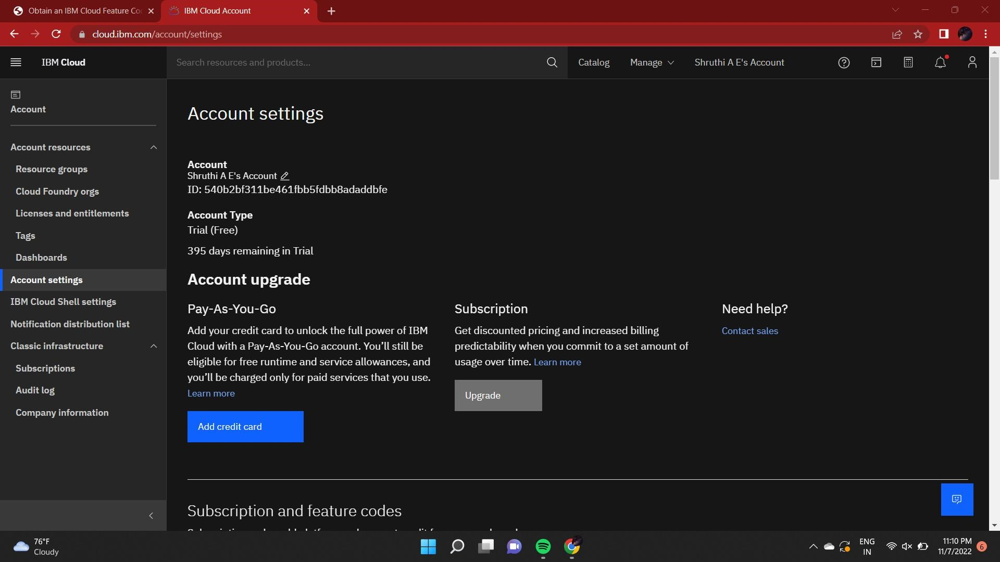 Obtain an IBM Cloud Feature Co
IBM Cloud Account
cloud.ibm.com/account/settings
IBM Cloud
Search resources and products...
Catalog
Manage
Shruthi A E's Account
Account
Account resources
Resource groups
Cloud Foundry orgs
Licenses and entitlements
Tags
Dashboards
Account settings
IBM Cloud Shell settings
Notification distribution list
Classic infrastructure
Subscriptions
Audit log
Company information
Account settings
Account
Shruthi A E's Account
ID: 540b2bf311be461fbb5fdbb8adaddbfe
Account Type
Trial (Free)
395 days remaining in Trial
Account upgrade
Pay-As-You-Go
Add your credit card to unlock the full power of IBM
Cloud with a Pay-As-You-Go account. You’ll still be
eligible for free runtime and service allowances, and
you’ll be charged only for paid services that you use.
Learn more
Add credit card
Subscription
Get discounted pricing and increased billing
predictability when you commit to a set amount of
usage over time. Learn more
Upgrade
Need help?
Contact sales
Subscription and feature codes
76°F
Cloudy
ENG
IN
11:10 PM
11/7/2022
6